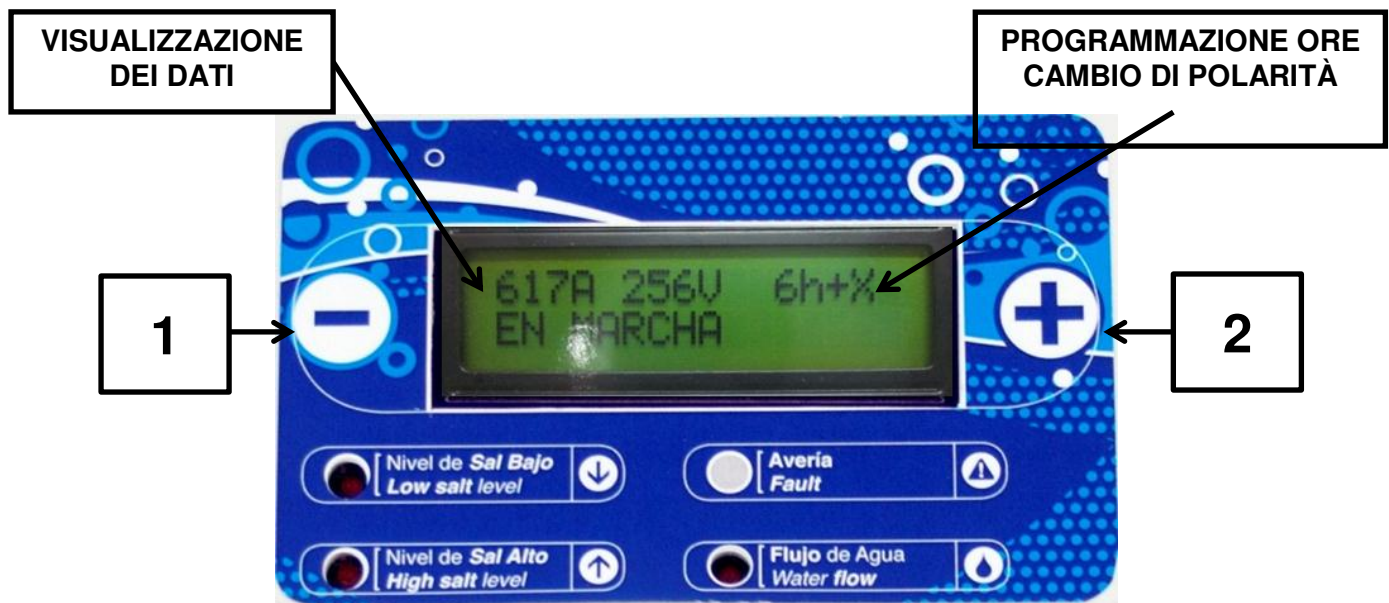 VISUALIZZAZIONE
DEI DATI
PROGRAMMAZIONE ORE
CAMBIO DI POLARITÀ
617A 256V 6h+X
EN MARCHA
1
2
Nivel de Sal Bajo
Low salt level
Avería
Fault
Nivel de Sal Alto
High salt level
Flujo de Agua
Water flow